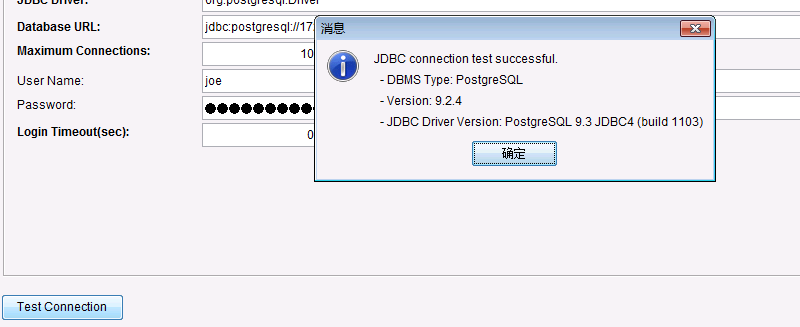 JDBC Driver:
org.postgresql.Driver
消息
Database URL:
jdbc:postgresql://17
JDBC connection test successful.
Maximum Connections:
10
- DBMS Type: PostgreSQL
User Name:
joe
- Version: 9.2.4
Password:
- JDBC Driver Version: PostgreSQL 9.3 JDBC4 (build 1103)
Login Timeout(sec):
0
确定
Test Connection